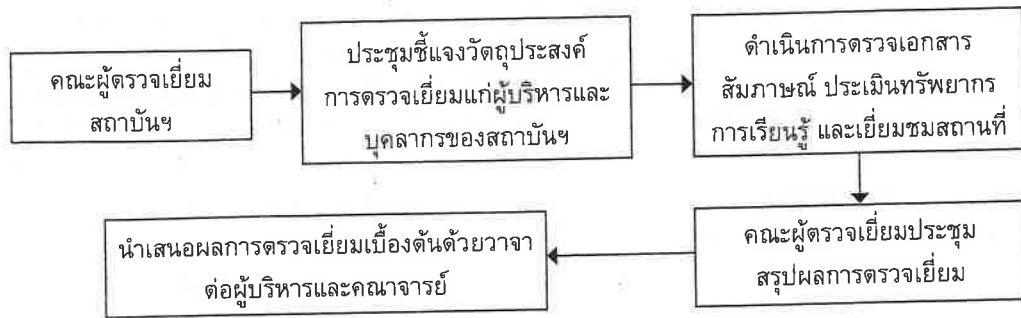 คณะผู้ตรวจเยี่ยม
สถาบันฯ
ประชุมชี้แจงวัตถุประสงค์
การตรวจเยี่ยมแก่ผู้บริหารและ
บุคลากรของสถาบันฯ
ดำเนินการตรวจเอกสาร
สัมภาษณ์ ประเมินทรัพยากร
การเรียนรู้ และเยี่ยมชมสถานที่
คณะผู้ตรวจเยี่ยมประชุม
สรุปผลการตรวจเยี่ยม
นำเสนอผลการตรวจเยี่ยมเบื้องต้นด้วยวาจา
ต่อผู้บริหารและคณาจารย์